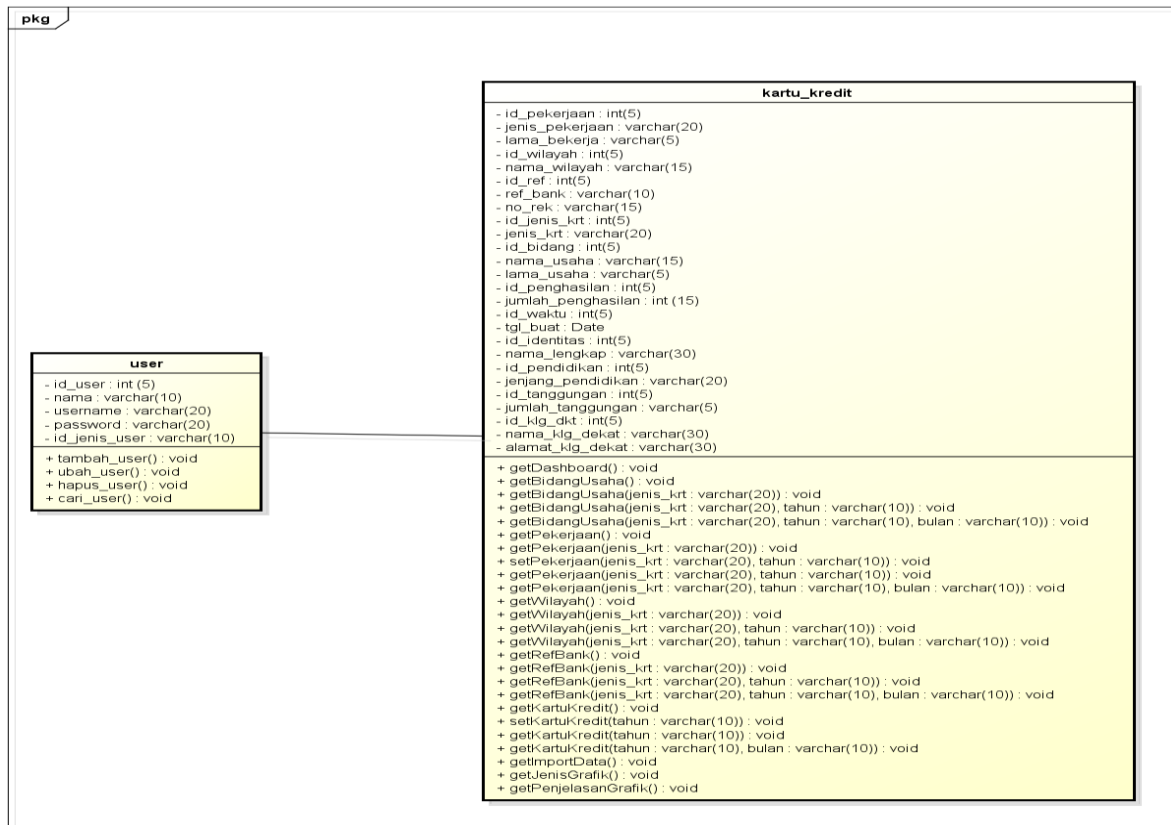 pkg
kartu_kredit
- id_pekerjaan : int(5)
- jenis_pekerjaan : varchar(20)
- lama_bekerja : varchar(5)
- id_wilayah : int(5)
- nama_wilayah : varchar(15)
- id_ref : int(5)
- ref_bank : varchar(10)
- no_rek : varchar(15)
- id_jenis_krt : int(5)
- jenis_krt : varchar(20)
- id_bidang : int(5)
- nama_usaha : varchar(15)
- lama_usaha : varchar(5)
- id_penghasilan : int(5)
- jumlah_penghasilan : int (15)
- id_waktu : int(5)
- tgl_buat : Date
- id_identitas : int(5)
- nama_lengkap : varchar(30)
- id_pendidikan : int(5)
- jenjang_pendidikan : varchar(20)
- id_tanggungan : int(5)
- jumlah_tanggungan : varchar(5)
- id_klg_dkt : int(5)
- nama_klg_dekat : varchar(30)
- alamat_klg_dekat : varchar(30)
+ getDashboard() : void
+ getBidangUsaha() : void
+ getBidangUsaha(jenis_krt : varchar(20)) : void
+ getBidangUsaha(jenis_krt : varchar(20), tahun : varchar(10)) : void
+ getBidangUsaha(jenis_krt : varchar(20), tahun : varchar(10), bulan : varchar(10)) : void
+ getPekerjaan() : void
+ getPekerjaan(jenis_krt : varchar(20)) : void
+ setPekerjaan(jenis_krt : varchar(20), tahun : varchar(10)) : void
+ getPekerjaan(jenis_krt : varchar(20), tahun : varchar(10)) : void
+ getPekerjaan(jenis_krt : varchar(20), tahun : varchar(10), bulan : varchar(10)) : void
+ getWilayah() : void
+ getWilayah(jenis_krt : varchar(20)) : void
+ getWilayah(jenis_krt : varchar(20), tahun : varchar(10)) : void
+ getWilayah(jenis_krt : varchar(20), tahun : varchar(10), bulan : varchar(10)) : void
+ getRefBank() : void
+ getRefBank(jenis_krt : varchar(20)) : void
+ getRefBank(jenis_krt : varchar(20), tahun : varchar(10)) : void
+ getRefBank(jenis_krt : varchar(20), tahun : varchar(10), bulan : varchar(10)) : void
+ getKartuKredit() : void
+ setKartuKredit(tahun : varchar(10)) : void
+ getKartuKredit(tahun : varchar(10)) : void
+ getKartuKredit(tahun : varchar(10), bulan : varchar(10)) : void
+ getImportData() : void
+ getJenisGrafik() : void
+ getPenjelasanGrafik() : void
user
- id_user : int (5)
- nama : varchar(10)
- username : varchar(20)
- password : varchar(20)
- id_jenis_user : varchar(10)
+ tambah_user() : void
+ ubah_user() : void
+ hapus_user() : void
+ cari_user() : void